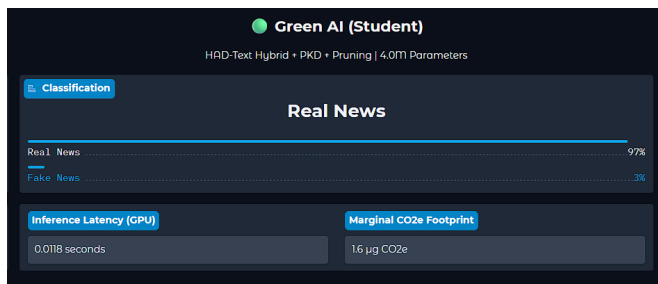 Green AI (Student)
HAD-Text Hybrid + PKD + Pruning | 4.0M Parameters
Classification
Real News
Real News 97%
Fake News 3%
Inference Latency (GPU) Marginal CO2e Footprint
0.0118 seconds 1.6 µg CO2e